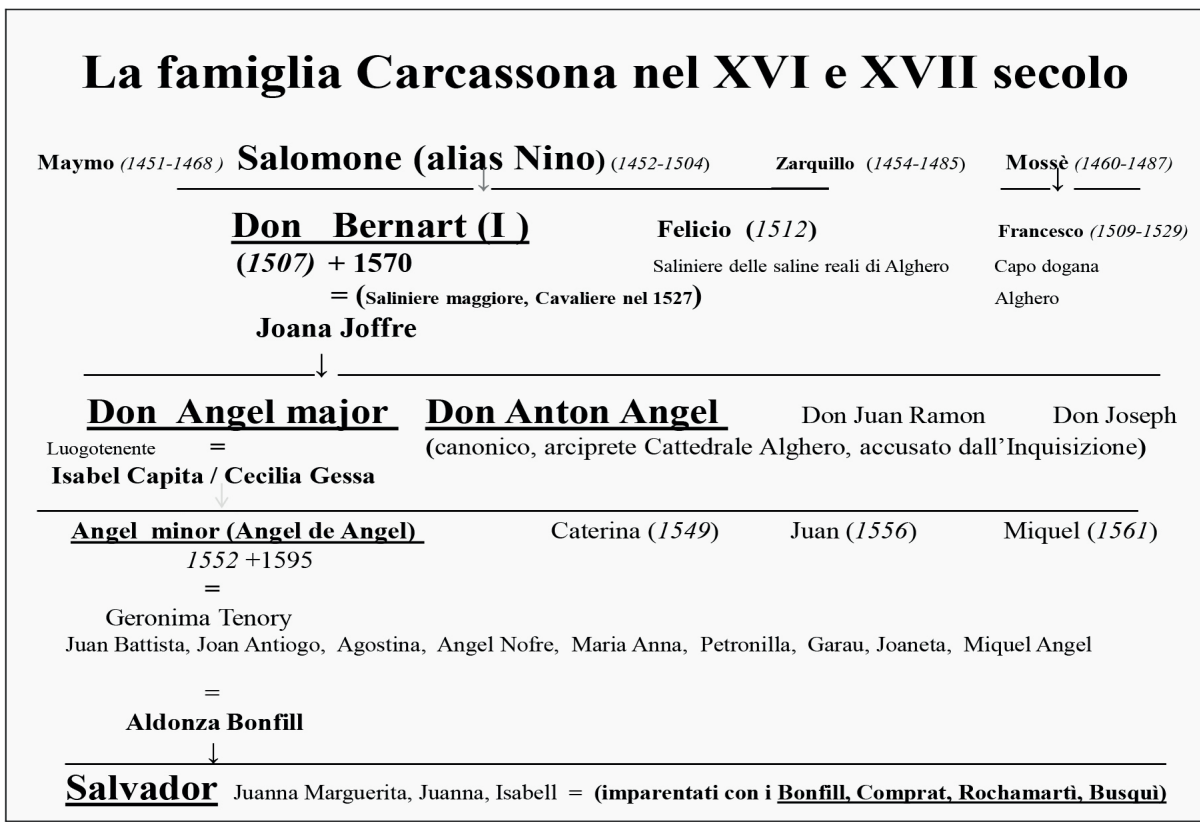 La famiglia Carcassona nel XVI e XVII secolo
Maymo (1451-1468 ) Salomone (alias Nino) (1452-1504) Zarquillo (1454-1485) Mossè (1460-1487)
Don Bernart (I ) Felicio (1512) Francesco (1509-1529)
(1507) + 1570 Saliniere delle saline reali di Alghero Capo dogana
= (Saliniere maggiore, Cavaliere nel 1527) Alghero
Joana Joffre
Don Angel major Don Anton Angel Don Juan Ramon Don Joseph
Luogotenente = (canonico, arciprete Cattedrale Alghero, accusato dall’Inquisizione)
Isabel Capita / Cecilia Gessa
Angel minor (Angel de Angel) Caterina (1549) Juan (1556) Miquel (1561)
1552 +1595
=
Geronima Tenory
Juan Battista, Joan Antiogo, Agostina, Angel Nofre, Maria Anna, Petronilla, Garau, Joaneta, Miquel Angel
=
Aldonza Bonfill
Salvador Juanna Marguerita, Juanna, Isabell = (imparentati con i Bonfill, Comprat, Rochamartì, Busquì)